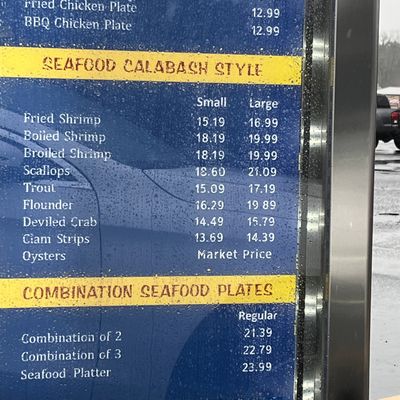 Fried Chicken Plate 12.99
BBQ Chicken Plate 12.99
SEAFOOD CALABASH STYLE
Small Large
Fried Shrimp 15.19 16.99
Boiled Shrimp 18.19 19.99
Broiled Shrimp 18.19 19.99
Scallops 18.60 21.09
Trout 15.09 17.19
Flounder 16.29 19.89
Deviled Crab 14.49 15.79
Clam Strips 13.69 14.39
Oysters Market Price
COMBINATION SEAFOOD PLATES
Regular
Combination of 2 21.39
Combination of 3 22.79
Seafood Platter 23.99